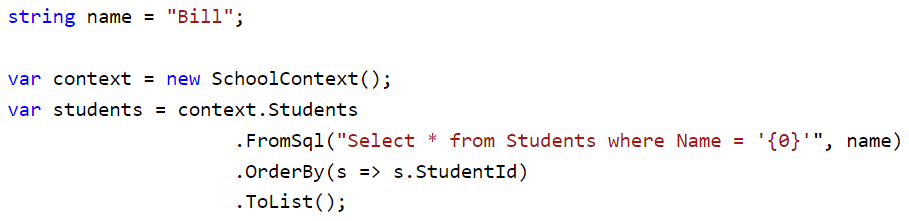 string name = "Bill";
var context = new SchoolContext();
var students = context.Students
.FromSql("Select * from Students where Name = '{0}'", name)
.OrderBy(s => s.StudentId)
.ToList();